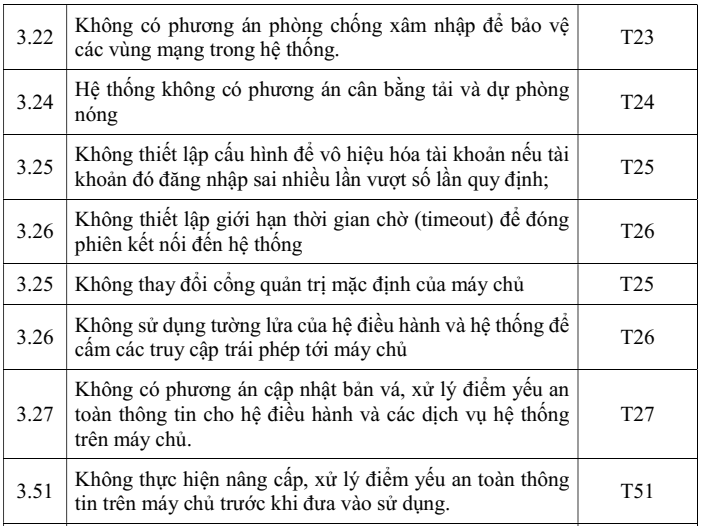 3.22 Không có phương án phòng chống xâm nhập để bảo vệ T23
các vùng mạng trong hệ thống.
3.24 Hệ thống không có phương án cân bằng tải và dự phòng T24
nóng
3.25 Không thiết lập cấu hình để vô hiệu hóa tài khoản nếu tài T25
khoản đó đăng nhập sai nhiều lần vượt số lần quy định;
3.26 Không thiết lập giới hạn thời gian chờ (timeout) để đóng T26
phiên kết nối đến hệ thống
3.25 Không thay đổi cổng quản trị mặc định của máy chủ T25
3.26 Không sử dụng tường lửa của hệ điều hành và hệ thống để T26
cấm các truy cập trái phép tới máy chủ
3.27 Không có phương án cập nhật bản vá, xử lý điểm yếu an T27
toàn thông tin cho hệ điều hành và các dịch vụ hệ thống
trên máy chủ.
3.51 Không thực hiện nâng cấp, xử lý điểm yếu an toàn thông T51
tin trên máy chủ trước khi đưa vào sử dụng.